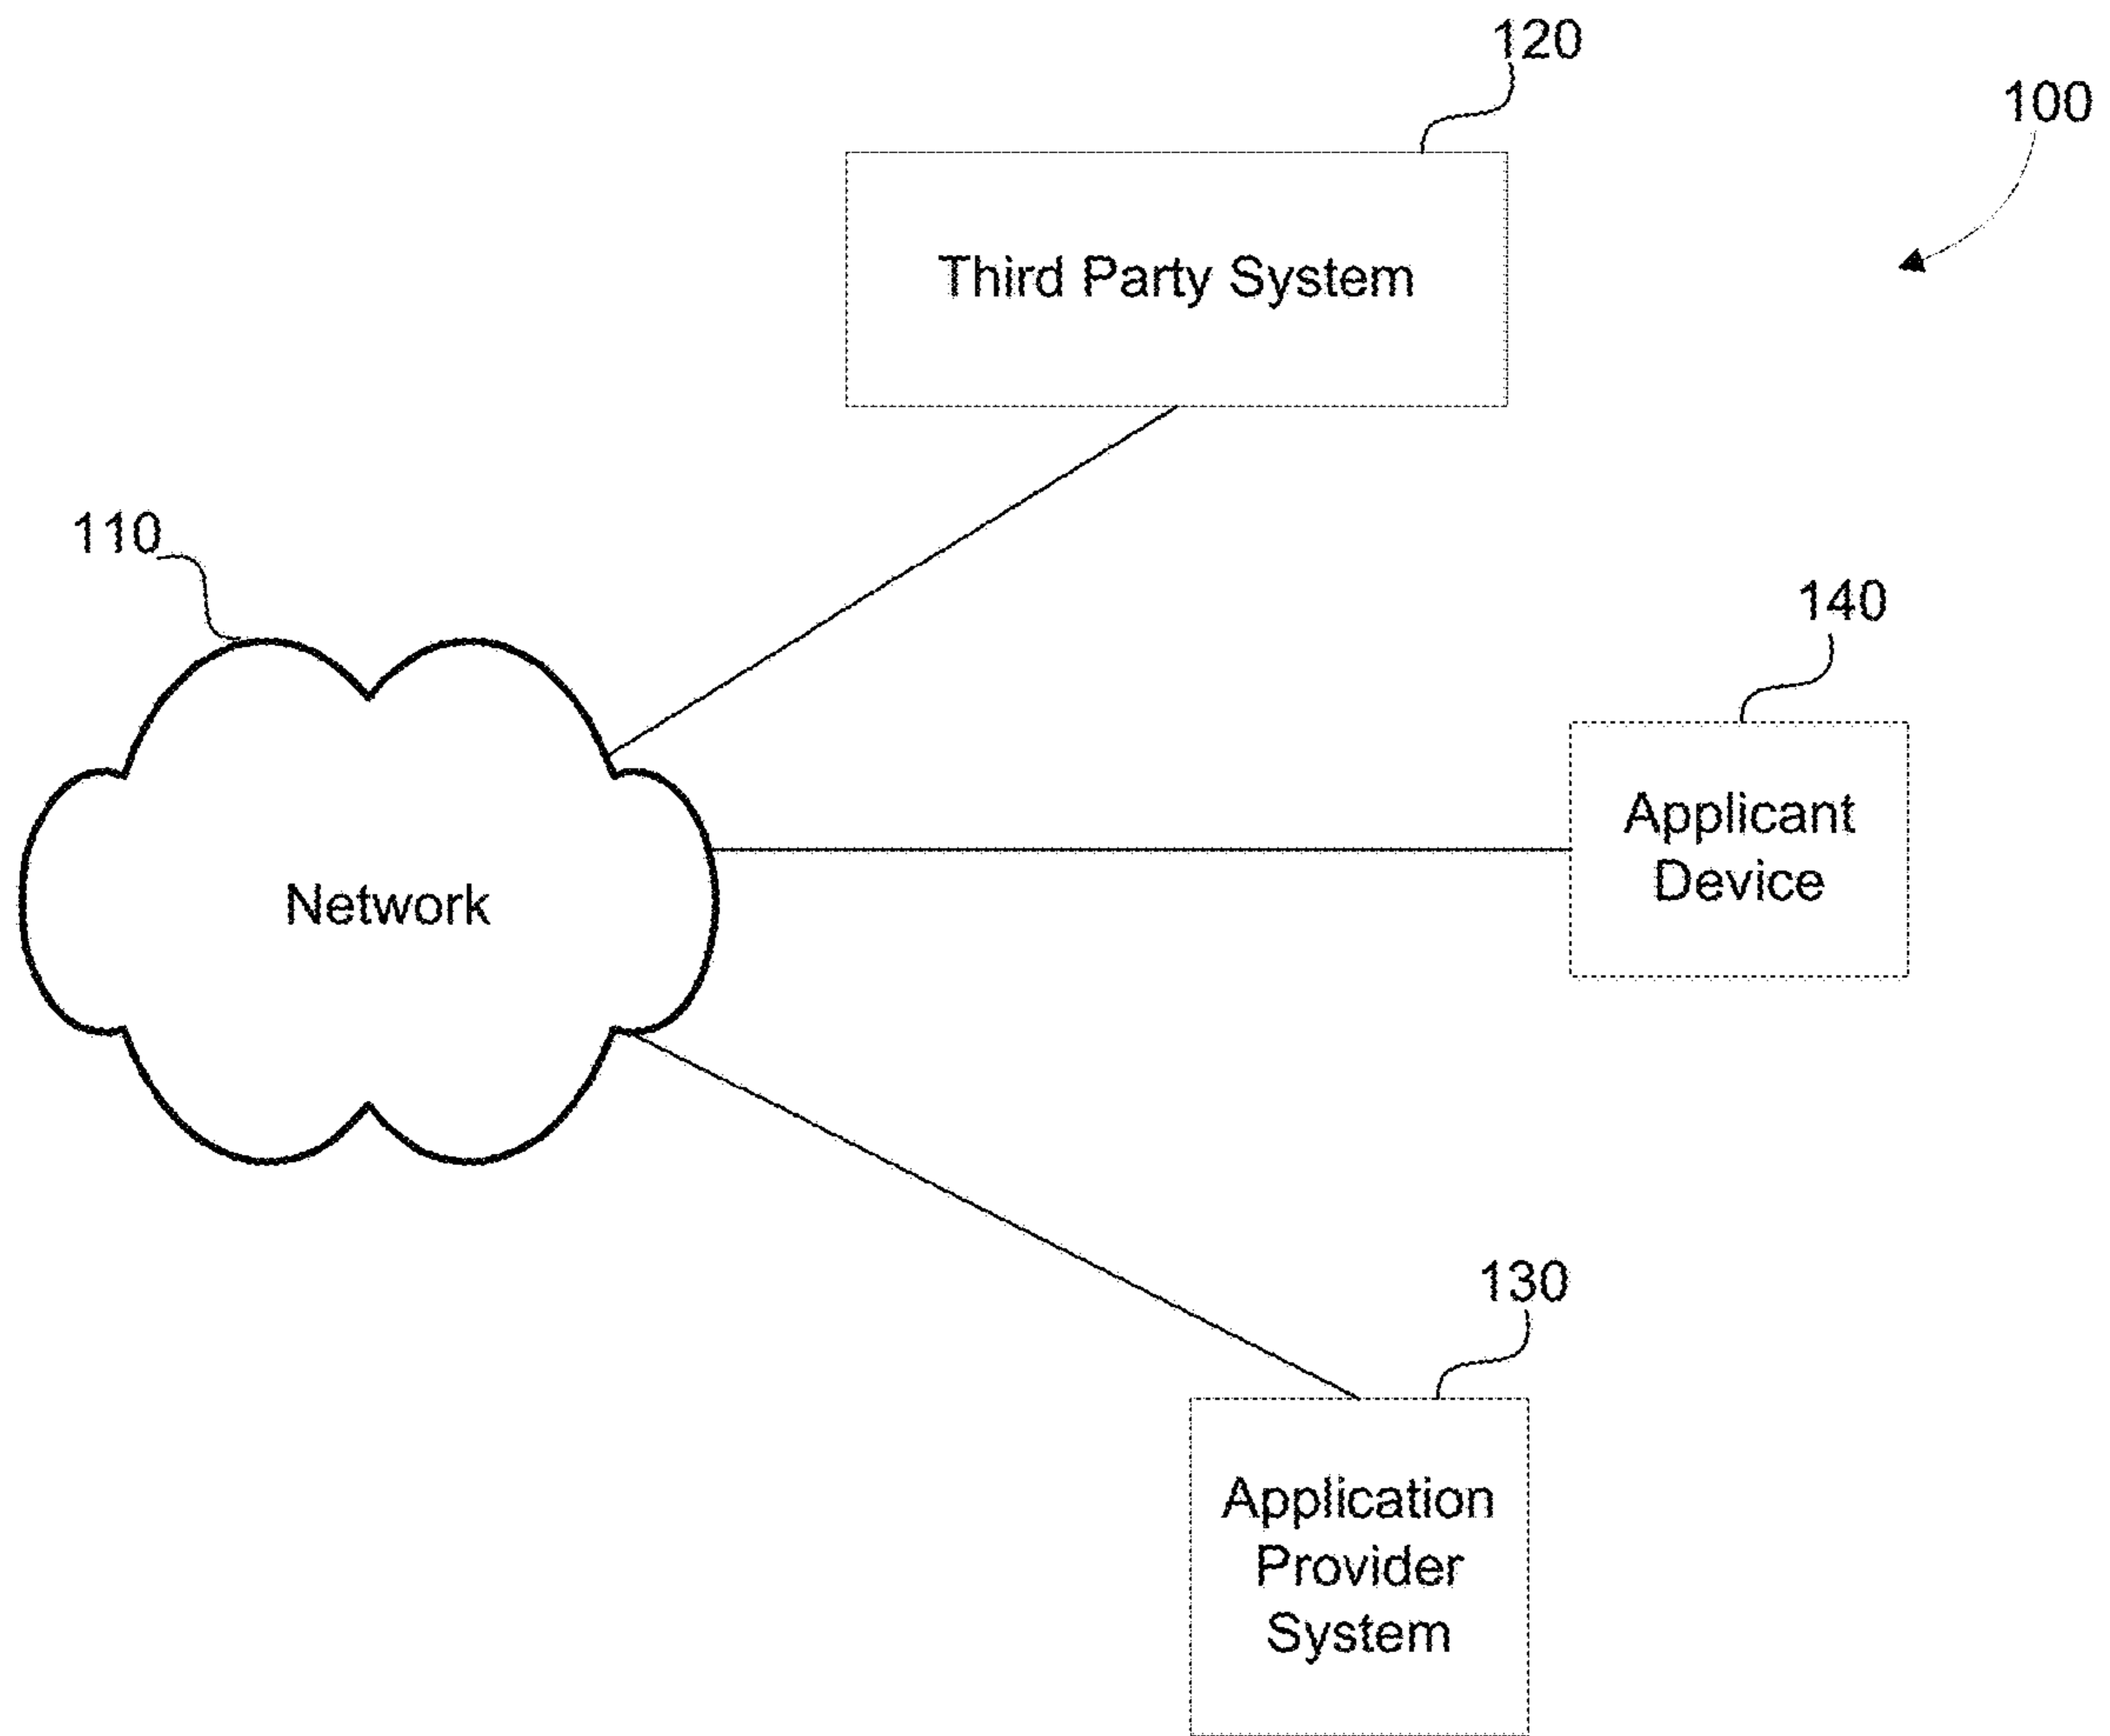 120
100
Third Party System
110
140
Applicant
Device
Network
130
Application
Provider
System